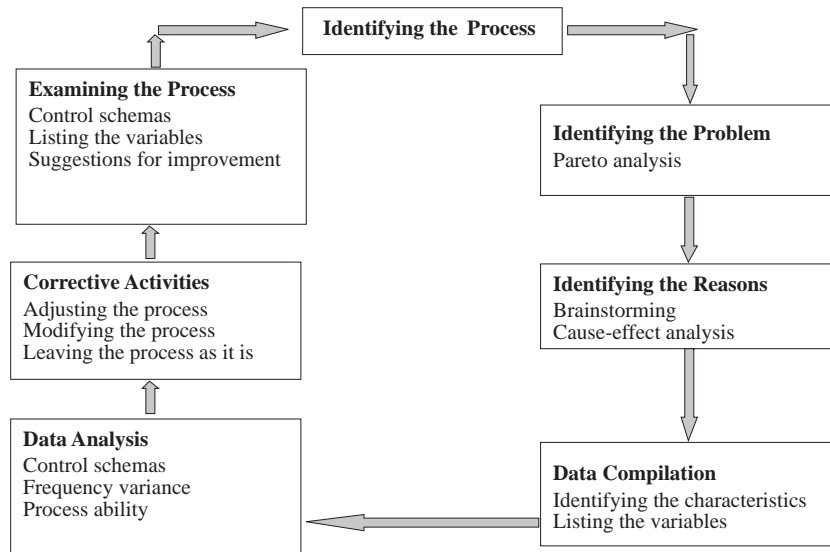 Identifying the Process
Examining the Process
Control schemas
Listing the variables
Suggestions for improvement
Identifying the Problem
Pareto analysis
Corrective Activities
Adjusting the process
Modifying the process
Leaving the process as it is
Identifying the Reasons
Brainstorming
Cause-effect analysis
Data Analysis
Control schemas
Frequency variance
Process ability
Data Compilation
Identifying the characteristics
Listing the variables